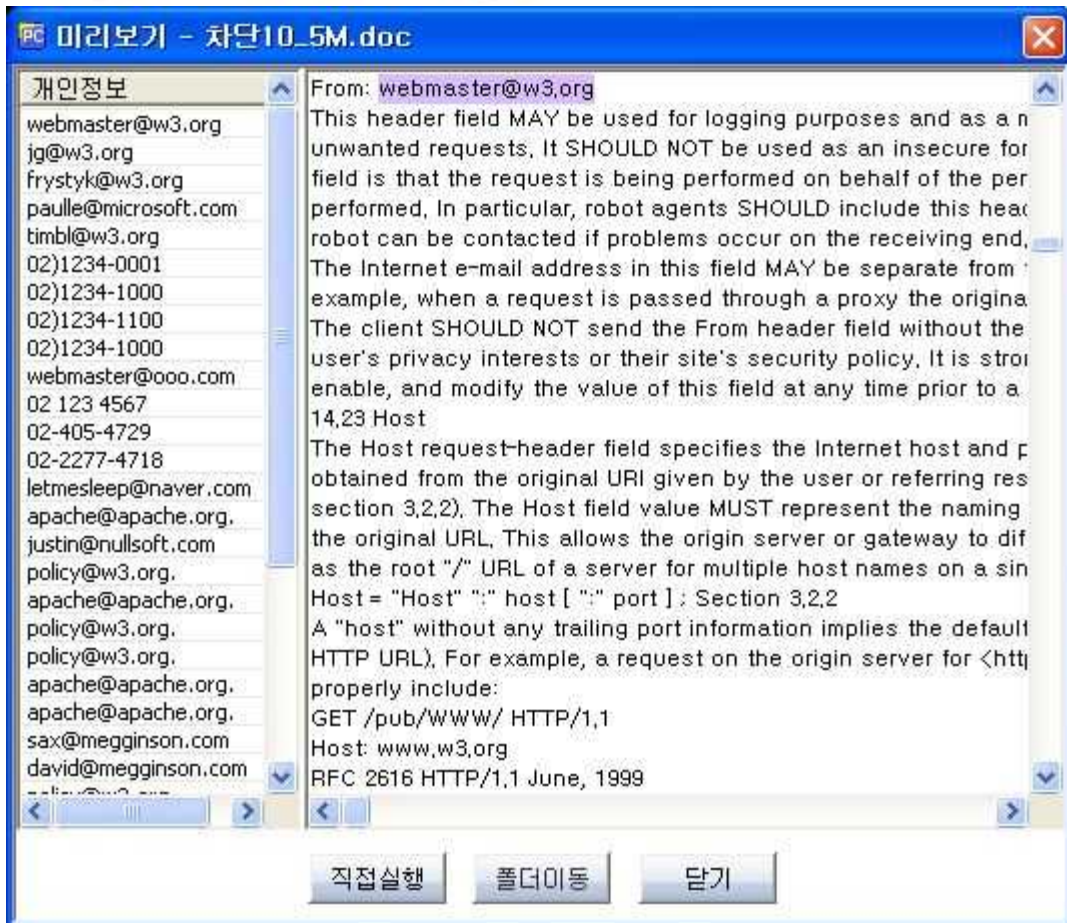 PC 미리보기 - 차단10_5M.doc
개인정보
webmaster@w3.org
jg@w3.org
frystyk@w3.org
paulle@microsoft.com
timbl@w3.org
02)1234-0001
02)1234-1000
02)1234-1100
02)1234-1000
webmaster@ooo.com
02 123 4567
02-405-4729
02-2277-4718
letmesleep@naver.com
apache@apache.org.
justin@nullsoft.com
policy@w3.org.
apache@apache.org.
policy@w3.org.
policy@w3.org.
apache@apache.org.
apache@apache.org.
sax@megginson.com
david@megginson.com
From: webmaster@w3.org
This header field MAY be used for logging purposes and as a
unwanted requests. It SHOULD NOT be used as an insecure for
field is that the request is being performed on behalf of the per
performed. In particular, robot agents SHOULD include this
robot can be contacted if problems occur on the receiving end.
The Internet e-mail address in this field MAY be separate from
example, when a request is passed through a proxy the origina
The client SHOULD NOT send the From header field without the
user's privacy interests or their site's security policy. It is
enable, and modify the value of this field at any time prior to a
14.23 Host
The Host request-header field specifies the Internet host and
obtained from the original URI given by the user or referring res
section 3.2.2). The Host field value MUST represent the naming
the original URL. This allows the origin server or gateway to dif
as the root "/" URL of a server for multiple host names on a sin
Host = "Host" ":" host [ ":" port ] ; Section 3.2.2
A "host" without any trailing port information implies the default
HTTP URL). For example, a request on the origin server for <htt
properly include:
GET /pub/WWW/ HTTP/1.1
Host: www.w3.org
RFC 2616 HTTP/1.1 June, 1999
직접실행
폴더이동
닫기